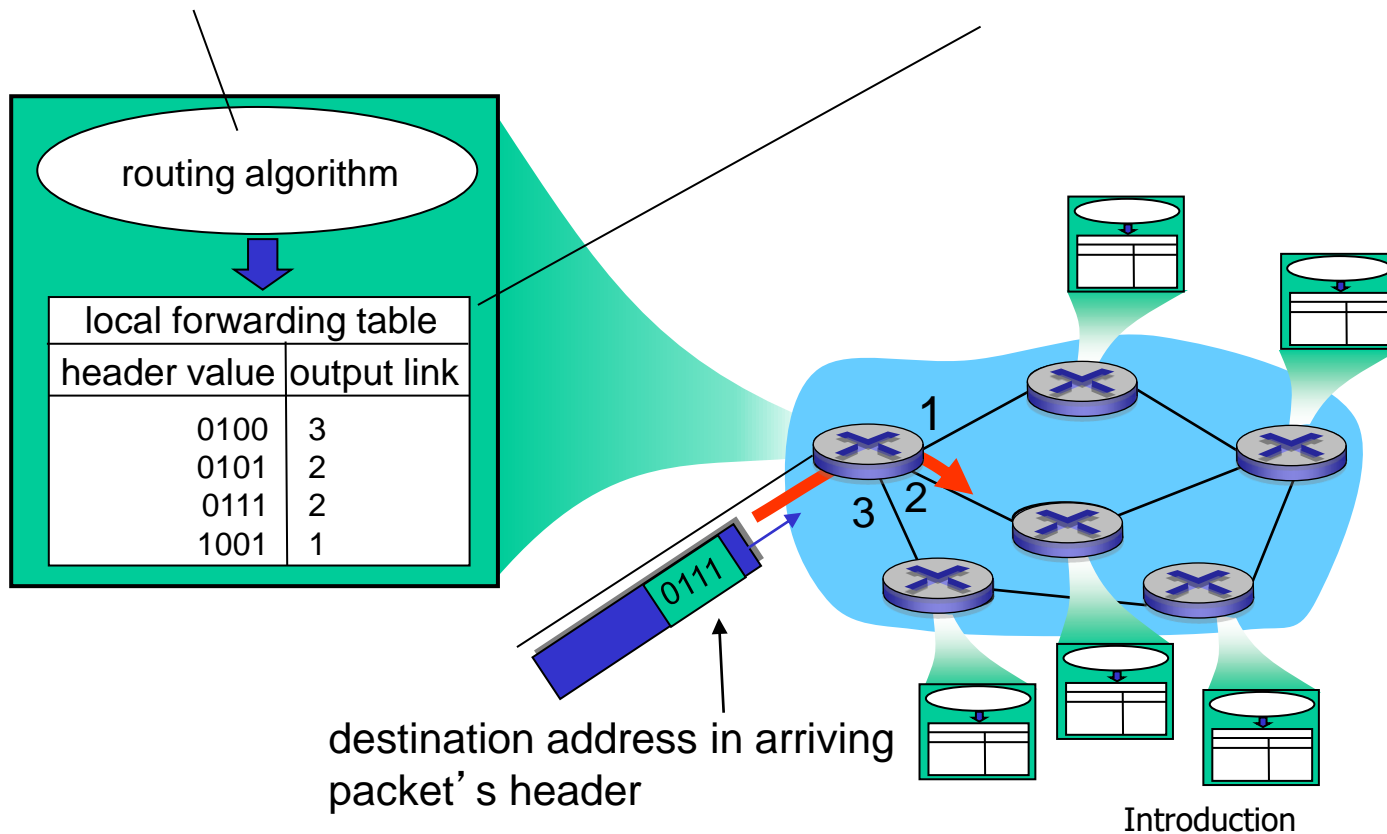 routing algorithm
local forwarding table
header value output link
0100 3
0101 2
0111 2
1001 1
1
2
3
0111
destination address in arriving
packet’ s header
Introduction